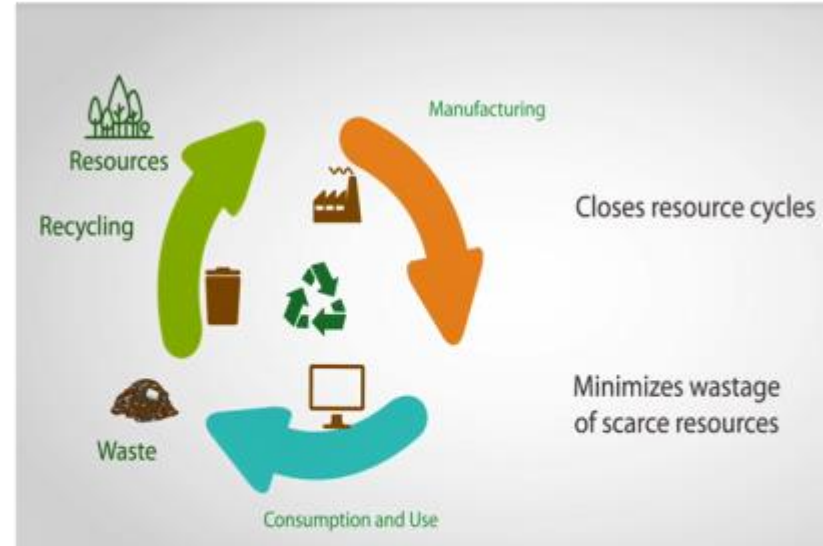 Resources
Manufacturing
Recycling
Closes resource cycles
Waste
Minimizes wastage
of scarce resources
Consumption and Use